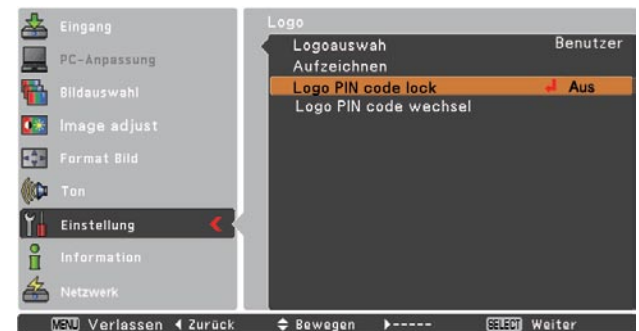 Eingang
PC-Anpassung
Bildauswahl
Image adjust
Format Bild
Ton
Einstellung
Information
Netzwerk
Logo
Logoauswah Benutzer
Aufzeichnen
Logo PIN code lock Aus
Logo PIN code wechsel
MENU Verlassen Zurück Bewegen ----- SELECT Weiter